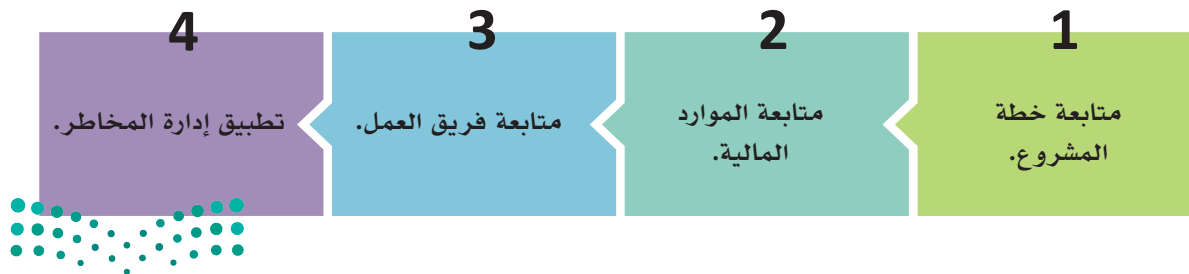 1
متابعة خطة
المشروع.
2
متابعة الموارد
المالية.
3
متابعة فريق العمل.
4
تطبيق إدارة المخاطر.